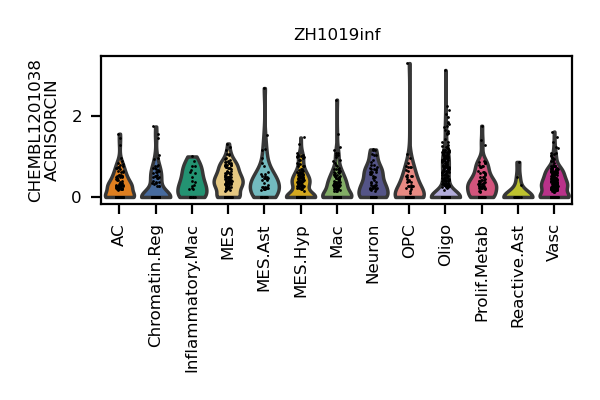 ZH1019inf
CHEMBL1201038
ACRISORCIN
2
0
AC
Chromatin.Reg
Inflammatory.Mac
MES
MES.Ast
MES.Hyp
Mac
Neuron
OPC
Oligo
Prolif.Metab
Reactive.Ast
Vasc